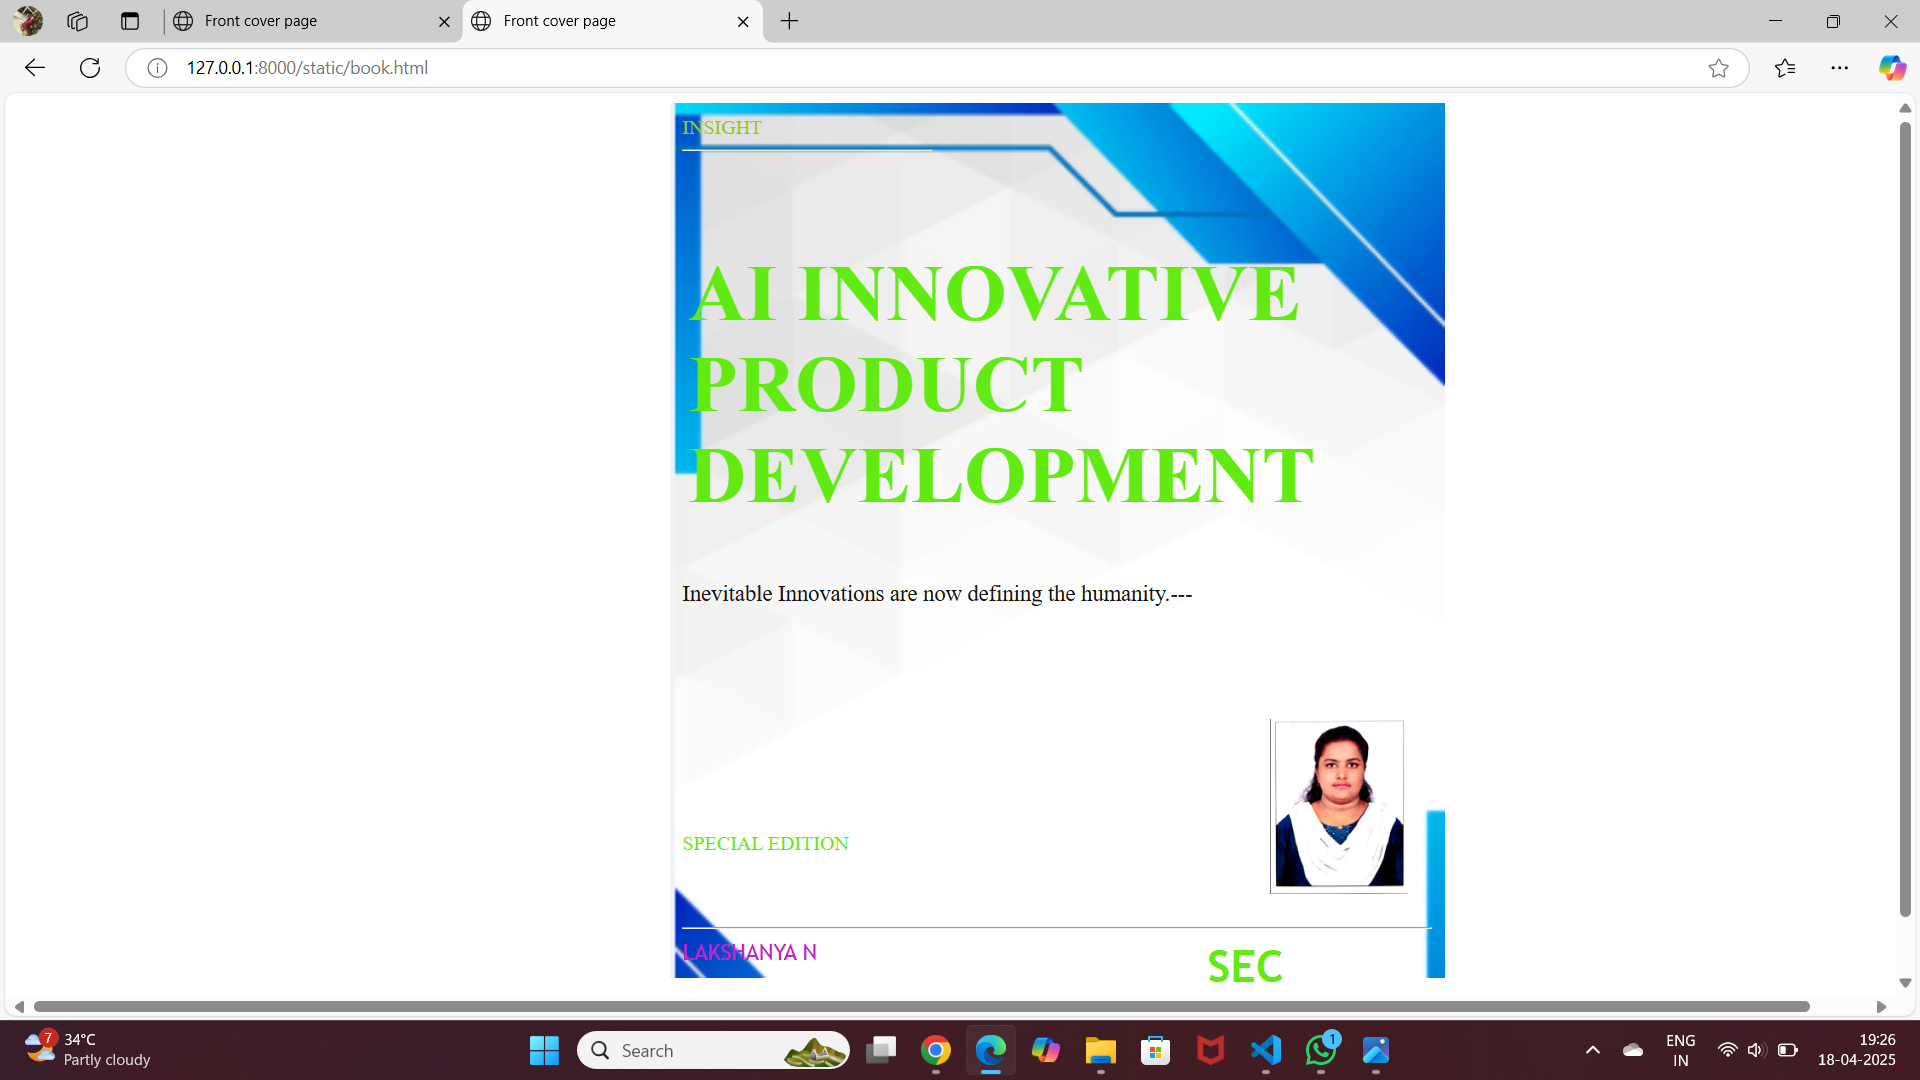 Front cover page
Front cover page
127.0.0.1:8000/static/book.html
INSIGHT
AI INNOVATIVE
PRODUCT
DEVELOPMENT
Inevitable Innovations are now defining the humanity.---
SPECIAL EDITION
LAKSHANYA N
SEC
7
34°C
Partly cloudy
Search
1
ENG
IN
19:26
18-04-2025